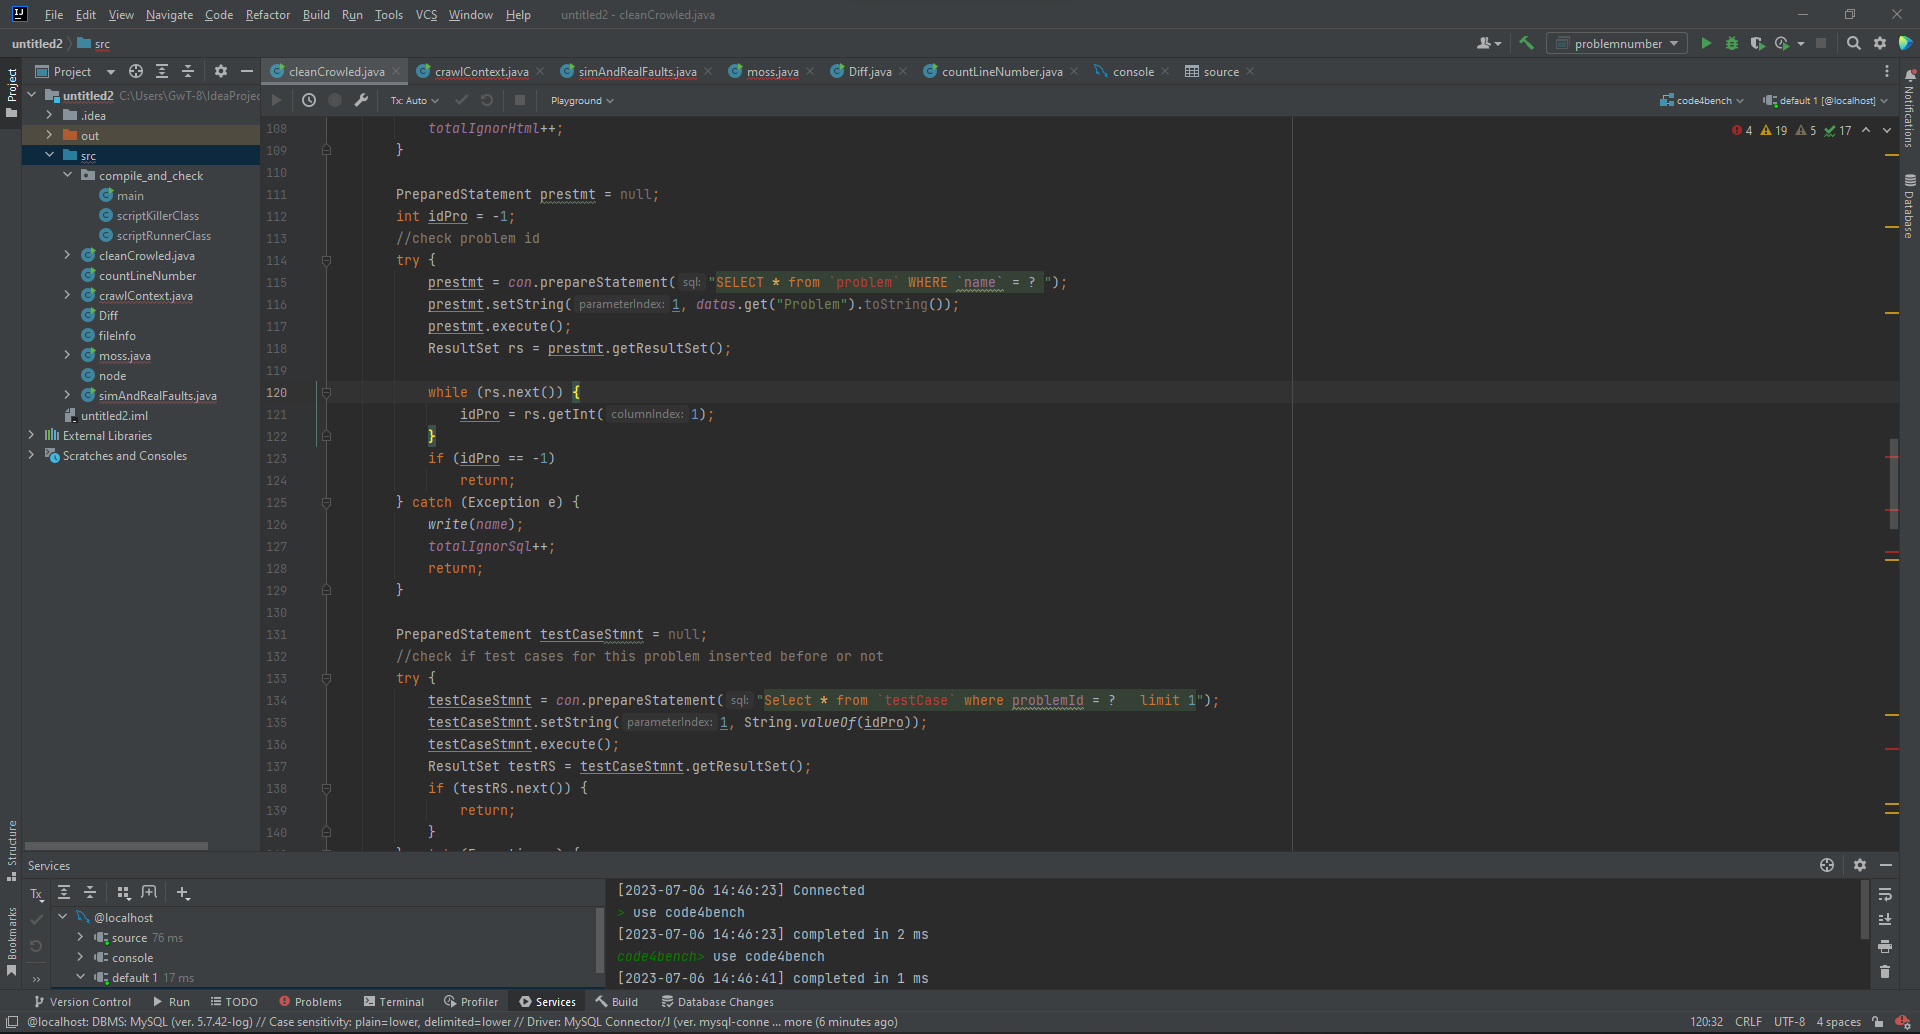 File Edit View Navigate Code Refactor Build Run Tools VCS Window Help untitled2 - cleanCrowled.java
untitled2 src
problemnumber
Project
cleanCrowled.java crawlContext.java simAndRealFaults.java moss.java Diff.java countLineNumber.java console source
Tx: Auto Playground code4bench default 1 [@localhost]
4 19 5 17
Project
Structure
Bookmarks
Notifications
Database
untitled2 C:\Users\GwT-8\IdeaProjec
.idea
out
src
compile_and_check
main
scriptKillerClass
scriptRunnerClass
cleanCrowled.java
countLineNumber
crawlContext.java
Diff
fileInfo
moss.java
node
simAndRealFaults.java
untitled2.iml
External Libraries
Scratches and Consoles
108 totalIgnorHtml++;
109 }
110
111 PreparedStatement prestmt = null;
112 int idPro = -1;
113 //check problem id
114 try {
115 prestmt = con.prepareStatement( sql: "SELECT * from `problem` WHERE `name` = ? ");
116 prestmt.setString( parameterIndex: 1, datas.get("Problem").toString());
117 prestmt.execute();
118 ResultSet rs = prestmt.getResultSet();
119
120 while (rs.next()) {
121 idPro = rs.getInt( columnIndex: 1);
122 }
123 if (idPro == -1)
124 return;
125 } catch (Exception e) {
126 write(name);
127 totalIgnorSql++;
128 return;
129 }
130
131 PreparedStatement testCaseStmnt = null;
132 //check if test cases for this problem inserted before or not
133 try {
134 testCaseStmnt = con.prepareStatement( sql: "Select * from `testCase` where problemId = ?   limit 1");
135 testCaseStmnt.setString( parameterIndex: 1, String.valueOf(idPro));
136 testCaseStmnt.execute();
137 ResultSet testRS = testCaseStmnt.getResultSet();
138 if (testRS.next()) {
139 return;
140 }
Services
Tx
@localhost
source 76 ms
console
default 1 17 ms
[2023-07-06 14:46:23] Connected
> use code4bench
[2023-07-06 14:46:23] completed in 2 ms
code4bench> use code4bench
[2023-07-06 14:46:41] completed in 1 ms
Version Control Run TODO Problems Terminal Profiler Services Build Database Changes
@localhost: DBMS: MySQL (ver. 5.7.42-log) // Case sensitivity: plain=lower, delimited=lower // Driver: MySQL Connector/J (ver. mysql-conne ... more (6 minutes ago) 120:32 CRLF UTF-8 4 spaces